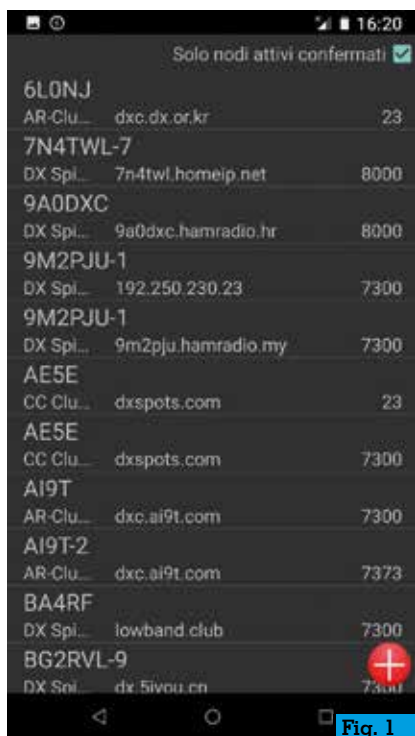 16:20
Solo nodi attivi confermati
6L0NJ
AR-Clu... dxc.dx.or.kr 23
7N4TWL-7
DX Spi... 7n4twl.homeip.net 8000
9A0DXC
DX Spi... 9a0dxc.hamradio.hr 8000
9M2PJU-1
DX Spi... 192.250.230.23 7300
9M2PJU-1
DX Spi... 9m2pju.hamradio.my 7300
AE5E
CC Clu... dxspots.com 23
AE5E
CC Clu... dxspots.com 7300
AI9T
AR-Clu... dxc.ai9t.com 7300
AI9T-2
AR-Clu... dxc.ai9t.com 7373
BA4RF
DX Spi... lowband.club 7300
BG2RVL-9
DX Spi... dx.5iyou.cn 7300
Fig. 1